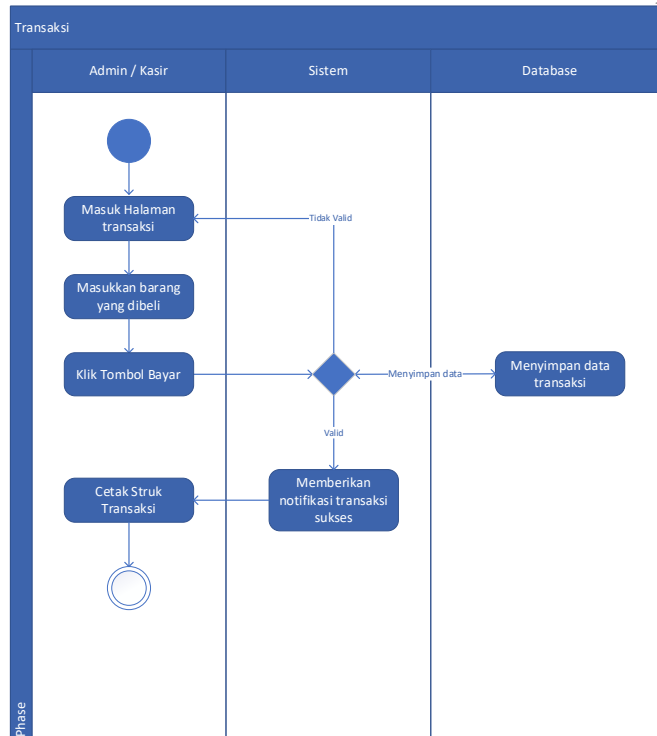 Transaksi
Admin / Kasir
Sistem
Database
Masuk Halaman
transaksi
Tidak Valid
Masukkan barang
yang dibeli
Klik Tombol Bayar
Menyimpan data
Menyimpan data
transaksi
Valid
Memberikan
notifikasi transaksi
sukses
Cetak Struk
Transaksi
Phase